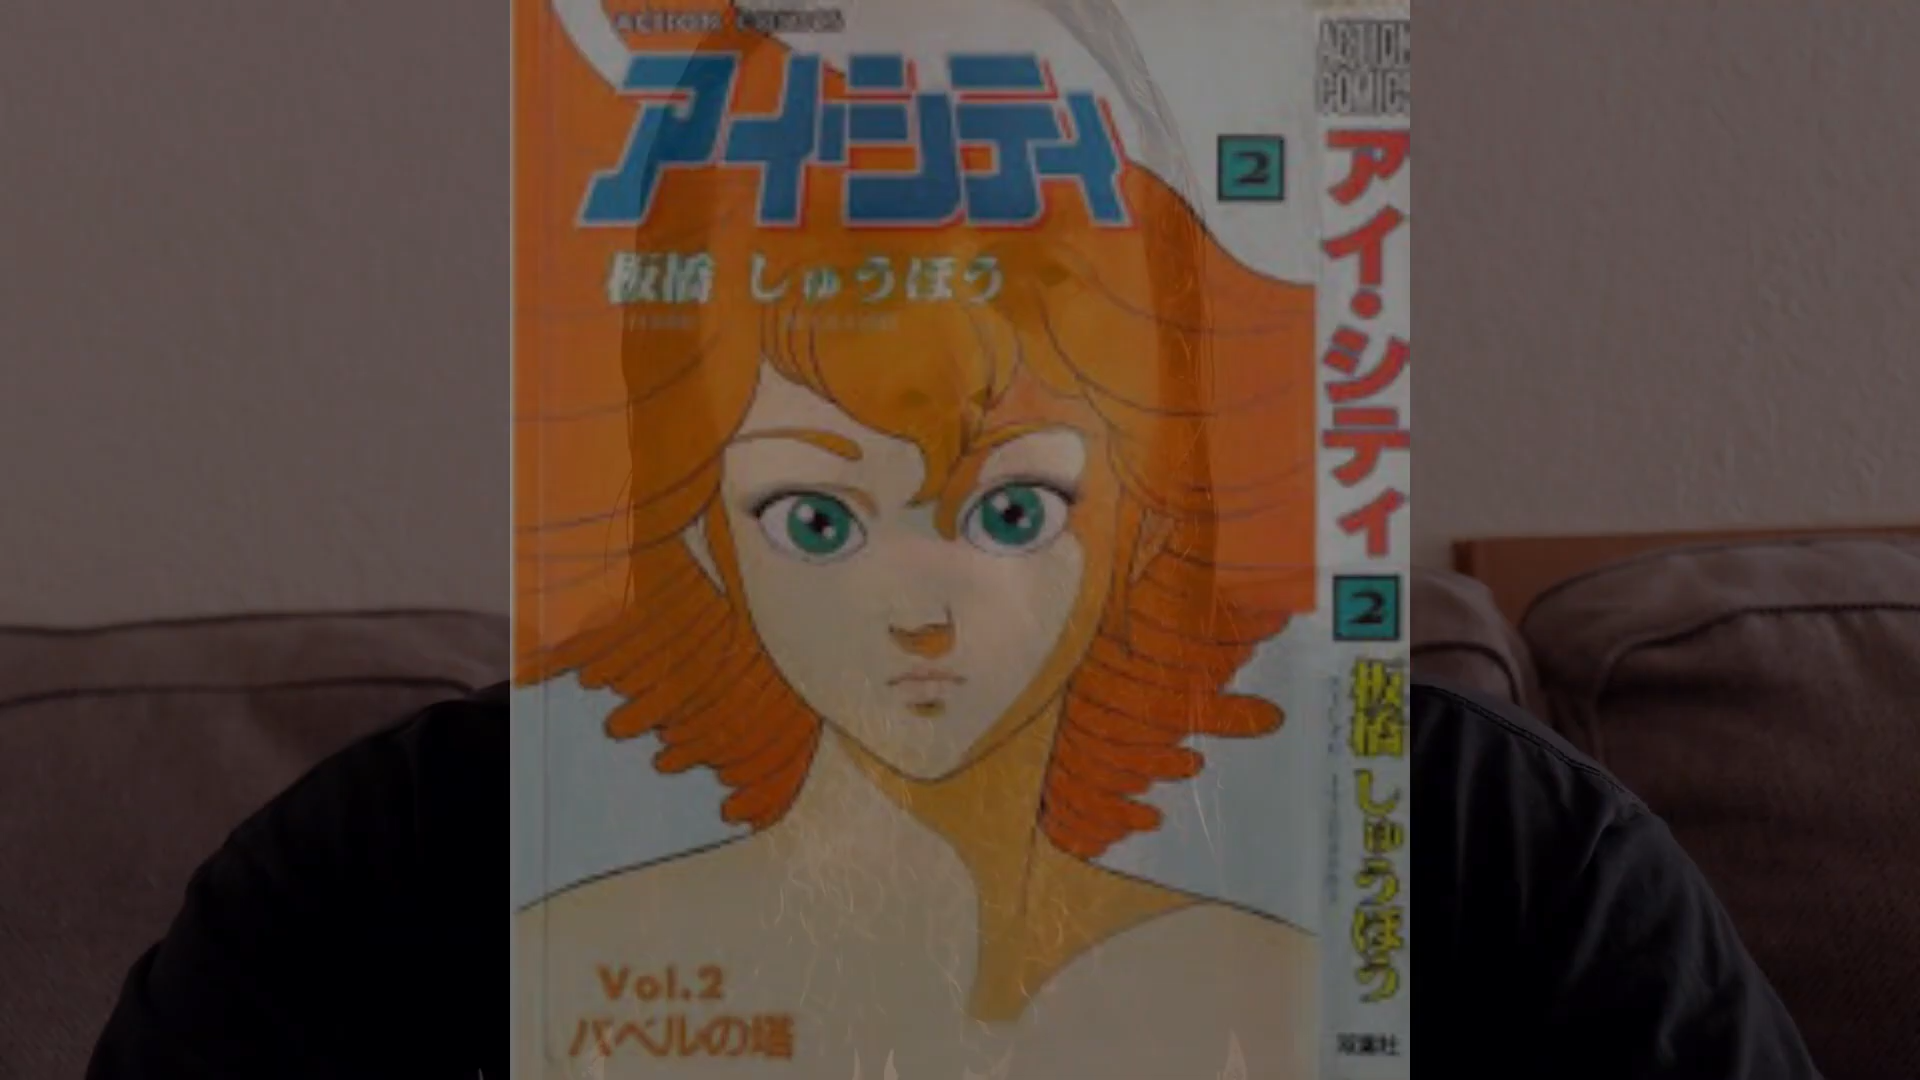 ACTION COMICS
アイ・シティ
板橋 しゅうほう
2
Vol.2
バベルの塔
ACTION
COMICS
アイ・シティ
2
板橋 しゅうほう
双葉社